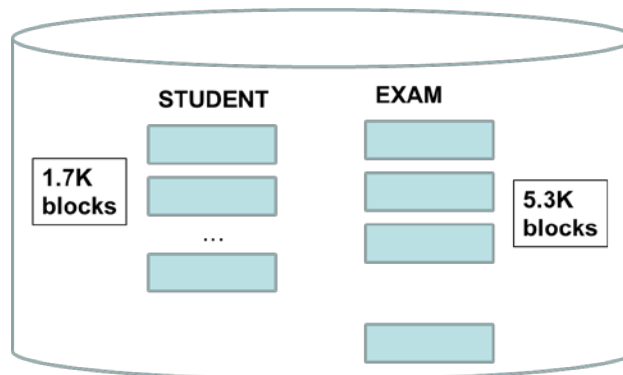 STUDENT
EXAM
1.7K
blocks
5.3K
blocks
...